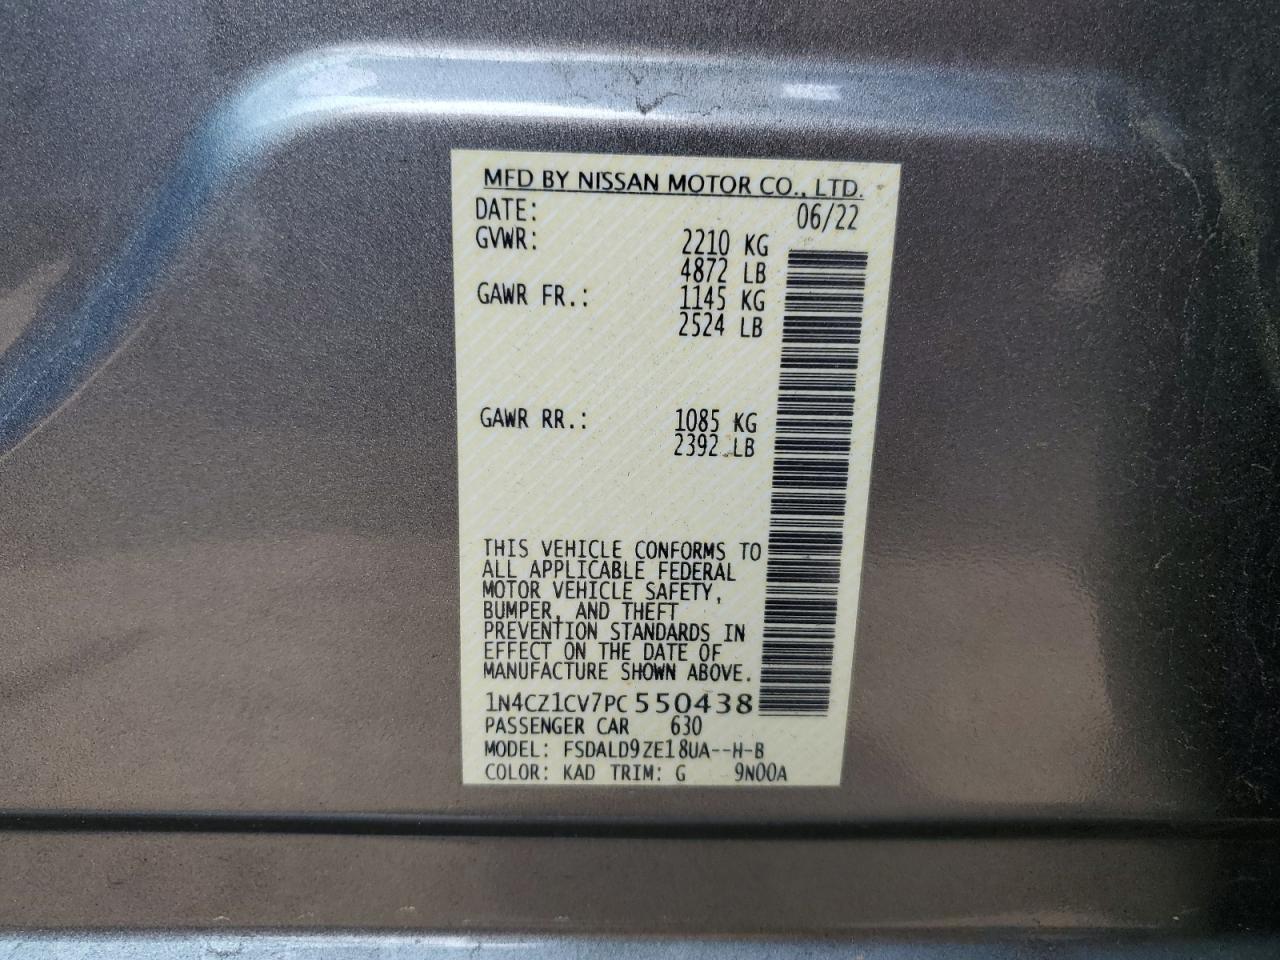 MFD BY NISSAN MOTOR CO., LTD.
DATE: 06/22
GVWR: 2210 KG
4872 LB
GAWR FR.: 1145 KG
2524 LB
GAWR RR.: 1085 KG
2392 LB
THIS VEHICLE CONFORMS TO
ALL APPLICABLE FEDERAL
MOTOR VEHICLE SAFETY,
BUMPER, AND THEFT
PREVENTION STANDARDS IN
EFFECT ON THE DATE OF
MANUFACTURE SHOWN ABOVE.
1N4CZ1CV7PC550438
PASSENGER CAR 630
MODEL: FSDALD9ZE18UA--H-B
COLOR: KAD TRIM: G 9N00A